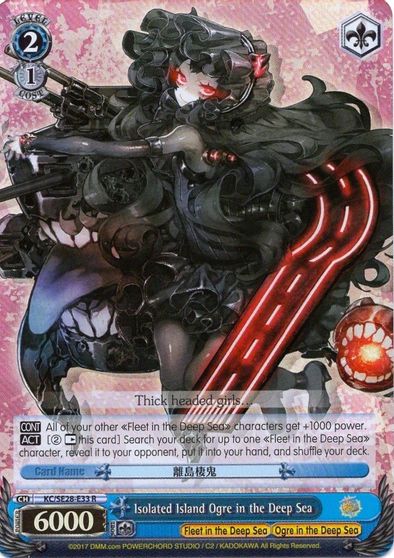 LEVEL
2
1
COST
Thick headed girls...
CONT All of your other «Fleet in the Deep Sea» characters get +1000 power.
ACT [② this card] Search your deck for up to one «Fleet in the Deep Sea»
character, reveal it to your opponent, put it into your hand, and shuffle your deck.
Card Name
離島棲鬼
CH KC/SE28-E33 R
Isolated Island Ogre in the Deep Sea
POWER
6000
Fleet in the Deep Sea
Ogre in the Deep Sea
©2017 DMM.com POWERCHORD STUDIO / C2 / KADOKAWA All Rights Reserved.